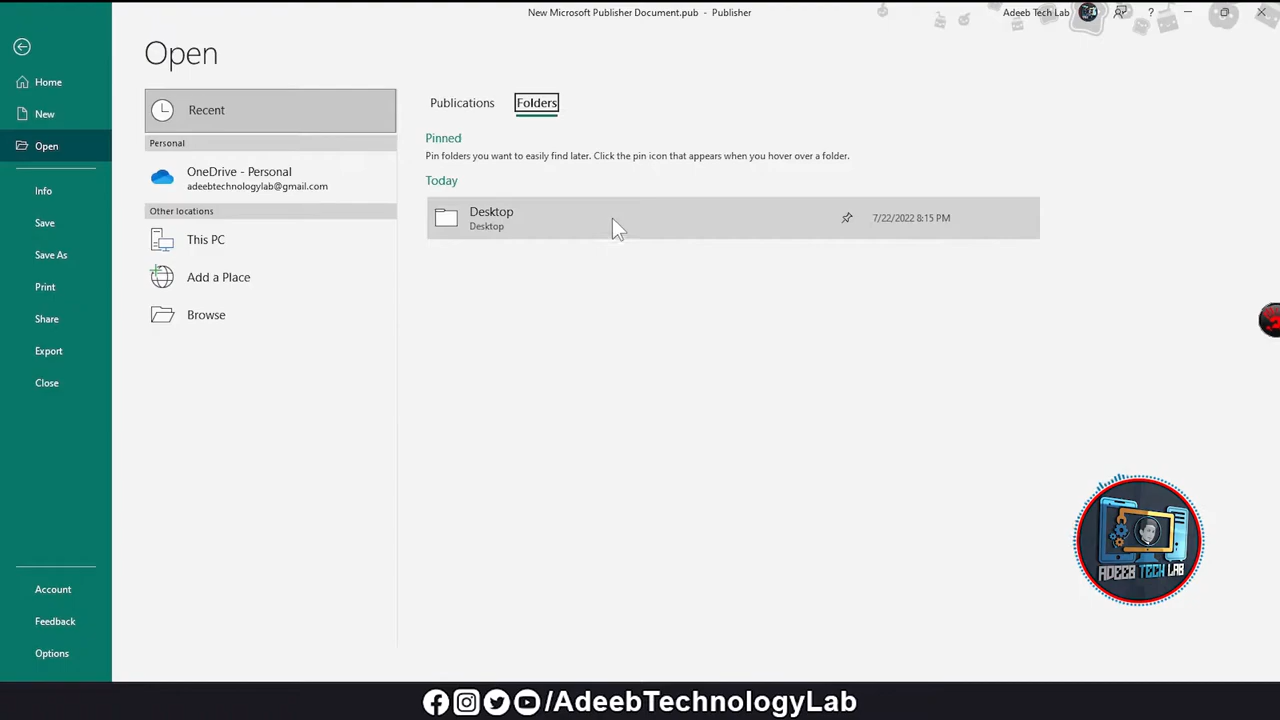 New Microsoft Publisher Document.pub - Publisher
Adeeb Tech Lab
?
Open
Home
New
Open
Info
Save
Save As
Print
Share
Export
Close
Account
Feedback
Options
Recent
Personal
OneDrive - Personal
adeebtechnologylab@gmail.com
Other locations
This PC
Add a Place
Browse
Publications Folders
Pinned
Pin folders you want to easily find later. Click the pin icon that appears when you hover over a folder.
Today
Desktop
Desktop
7/22/2022 8:15 PM
ADEEB TECH LAB
/AdeebTechnologyLab